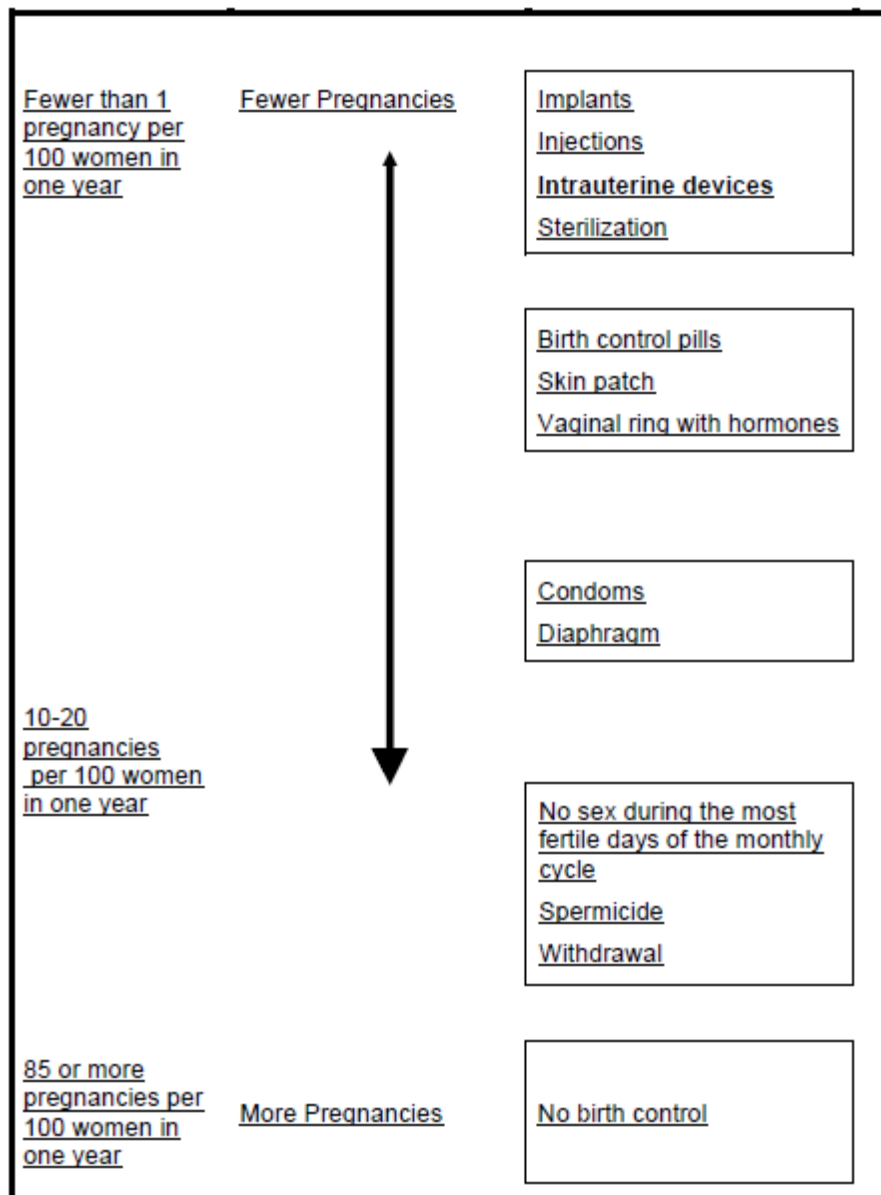 Fewer than 1
pregnancy per
100 women in
one year
Fewer Pregnancies
Implants
Injections
Intrauterine devices
Sterilization
Birth control pills
Skin patch
Vaginal ring with hormones
Condoms
Diaphragm
10-20
pregnancies
per 100 women
in one year
No sex during the most
fertile days of the monthly
cycle
Spermicide
Withdrawal
85 or more
pregnancies per
100 women in
one year
More Pregnancies
No birth control